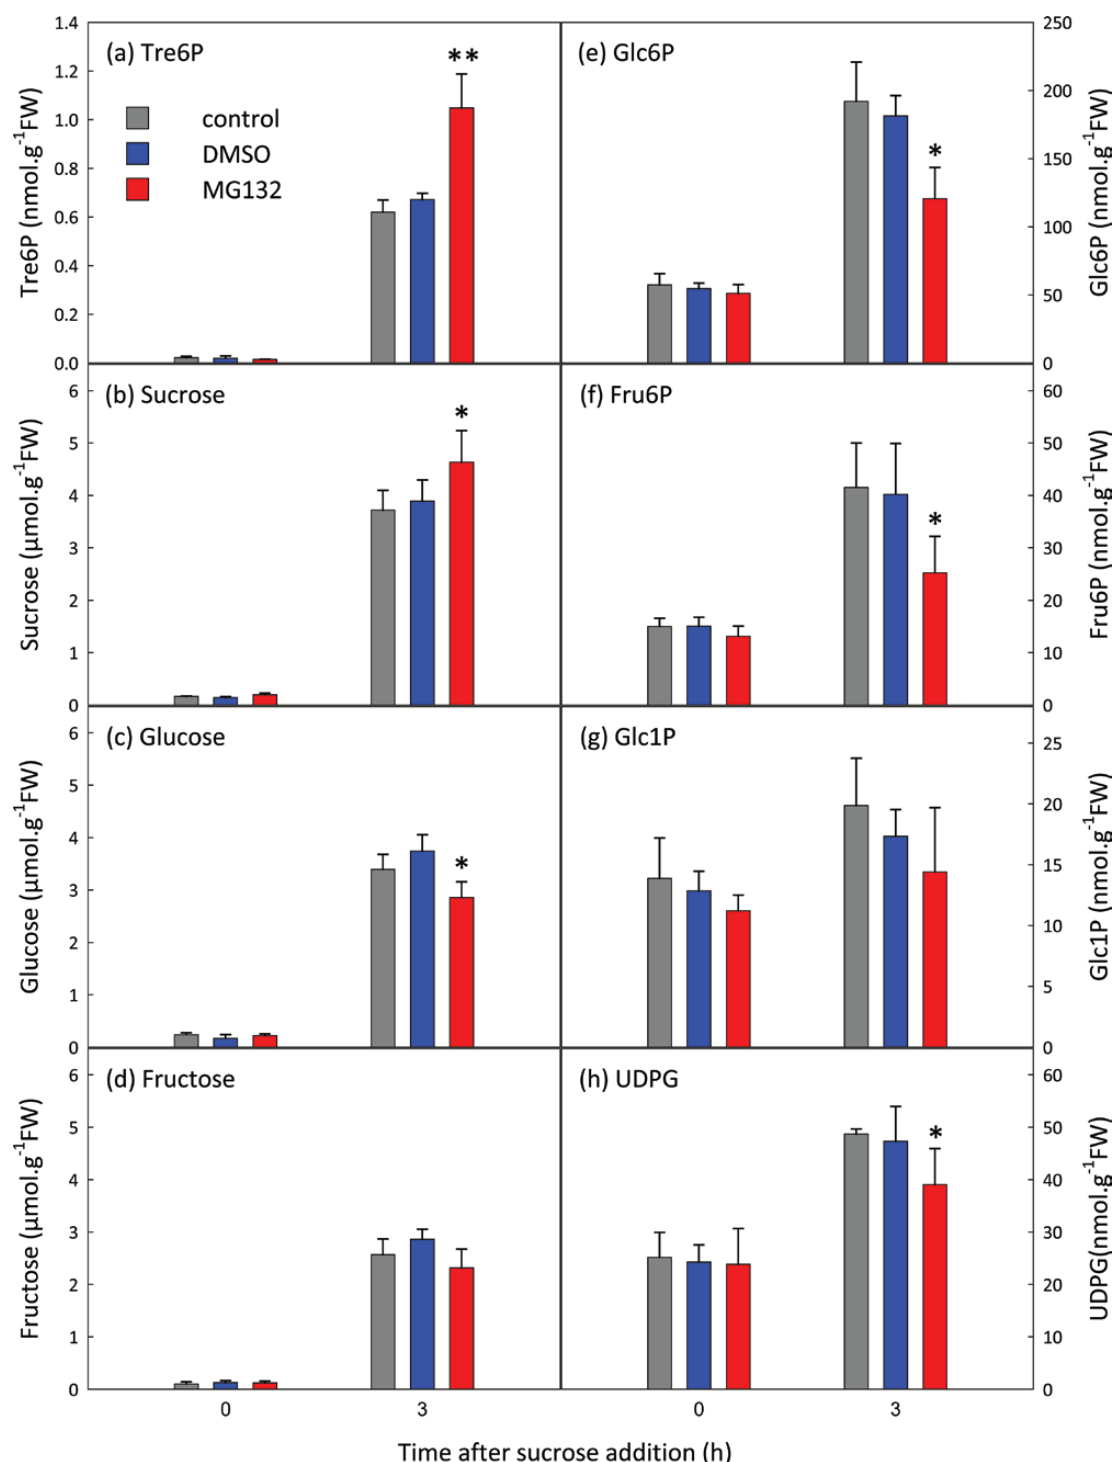 (a) Tre6P
control
DMSO
MG132
**
Tre6P (nmol.g⁻¹FW)
1.4
1.2
1.0
0.8
0.6
0.4
0.2
0.0
(e) Glc6P
*
250
200
150
100
50
0
Glc6P (nmol.g⁻¹FW)
(b) Sucrose
*
Sucrose (µmol.g⁻¹FW)
6
5
4
3
2
1
0
(f) Fru6P
*
60
50
40
30
20
10
0
Fru6P (nmol.g⁻¹FW)
(c) Glucose
*
Glucose (µmol.g⁻¹FW)
6
5
4
3
2
1
0
(g) Glc1P
25
20
15
10
5
0
Glc1P (nmol.g⁻¹FW)
(d) Fructose
Fructose (µmol.g⁻¹FW)
6
5
4
3
2
1
0
(h) UDPG
*
60
50
40
30
20
10
0
UDPG(nmol.g⁻¹FW)
0 3 0 3
Time after sucrose addition (h)